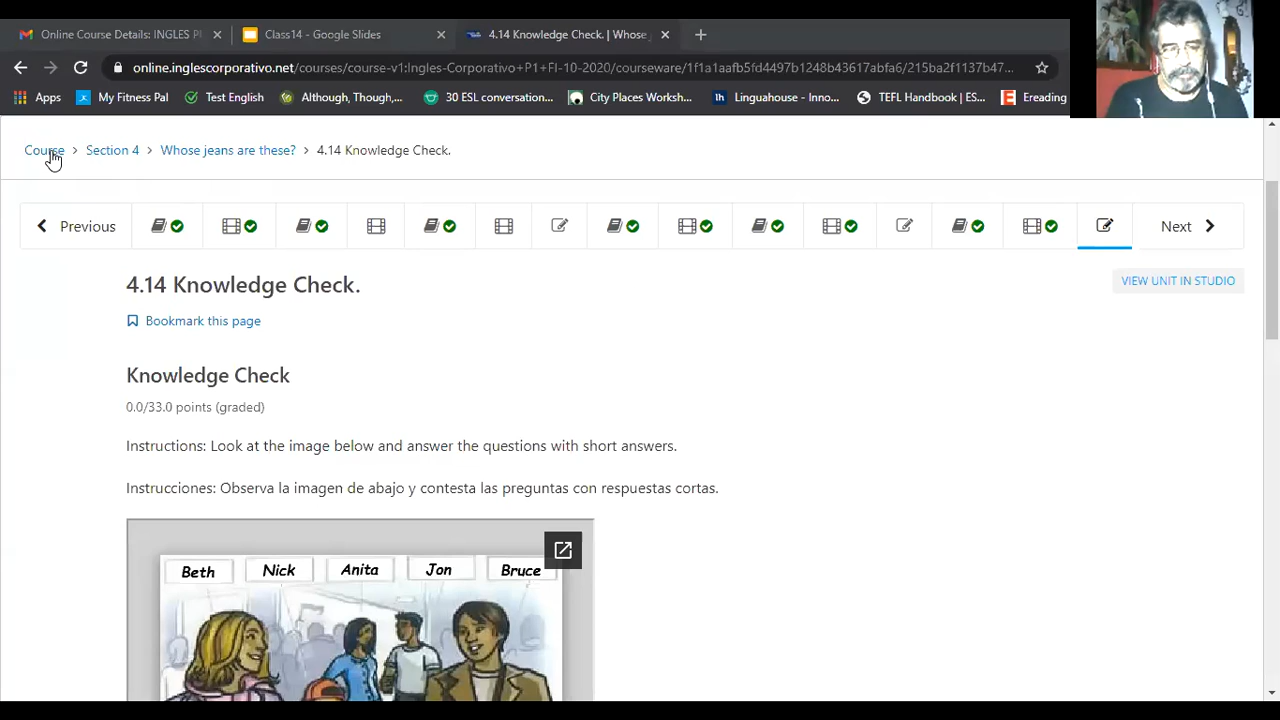 Online Course Details: INGLES P
Class14 - Google Slides
4.14 Knowledge Check. | Whose
online.inglescorporativo.net/courses/course-v1:Ingles-Corporativo+P1+FI-10-2020/courseware/1f1a1aafb5fd4497b1248b43617abfa6/215ba2f1137b47...
Apps My Fitness Pal Test English Although, Though,... 30 ESL conversation... City Places Worksh... Linguahouse - Inno... TEFL Handbook | ES... Ereading
Course > Section 4 > Whose jeans are these? > 4.14 Knowledge Check.
Previous Next
4.14 Knowledge Check.
VIEW UNIT IN STUDIO
Bookmark this page
Knowledge Check
0.0/33.0 points (graded)
Instructions: Look at the image below and answer the questions with short answers.
Instrucciones: Observa la imagen de abajo y contesta las preguntas con respuestas cortas.
Beth Nick Anita Jon Bruce